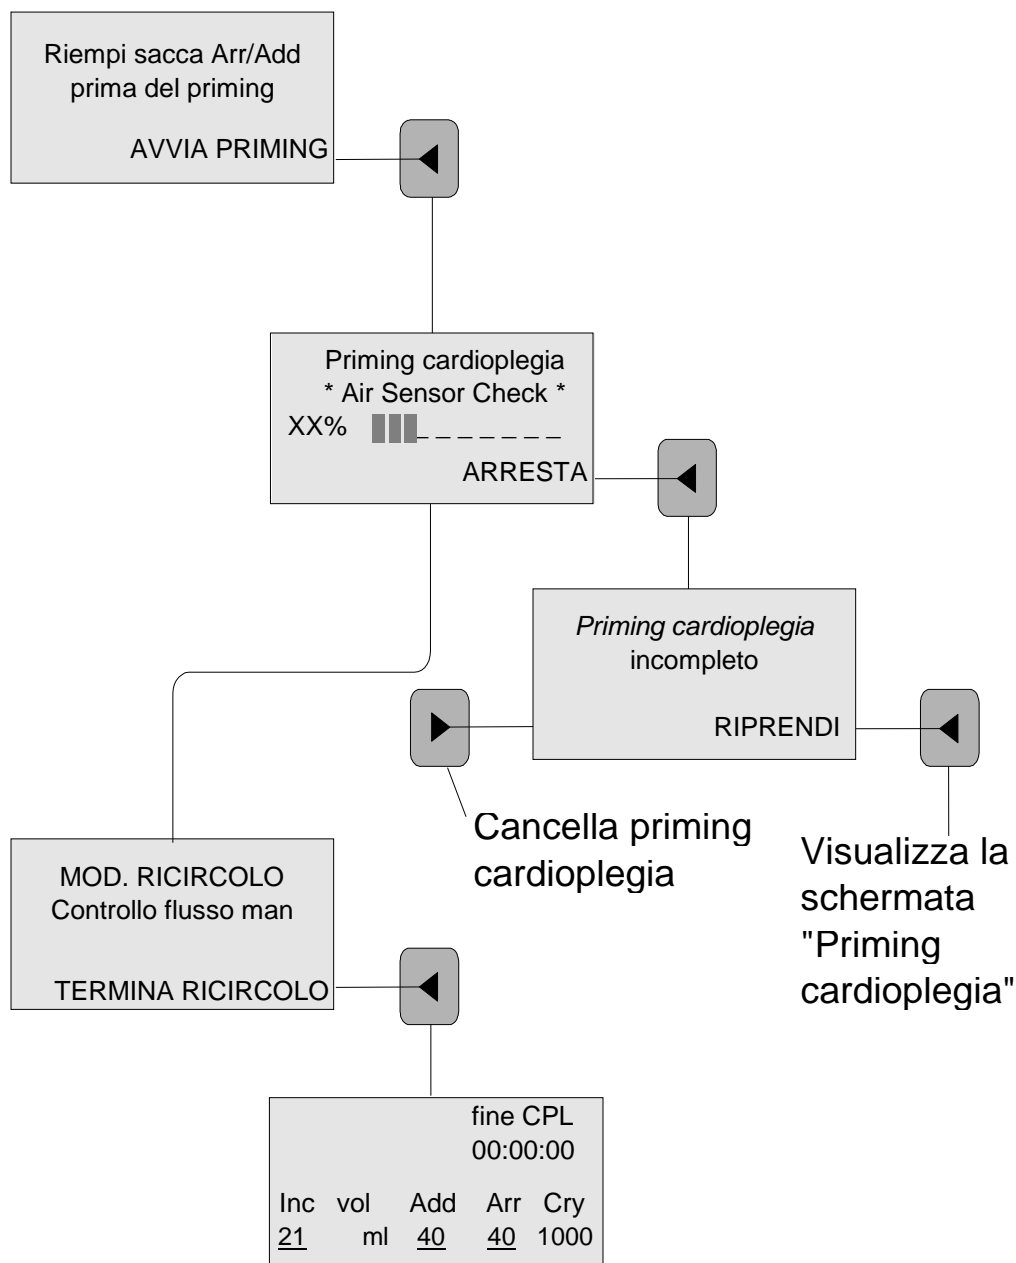 Riempi sacca Arr/Add
prima del priming
AVVIA PRIMING
Priming cardioplegia
* Air Sensor Check *
XX% _ _ _ _ _ _ _ _
ARRESTA
Priming cardioplegia
incompleto
RIPRENDI
Cancella priming
cardioplegia
Visualizza la
schermata
"Priming
cardioplegia"
MOD. RICIRCOLO
Controllo flusso man
TERMINA RICIRCOLO
fine CPL
00:00:00
Inc vol Add Arr Cry
21 ml 40 40 1000